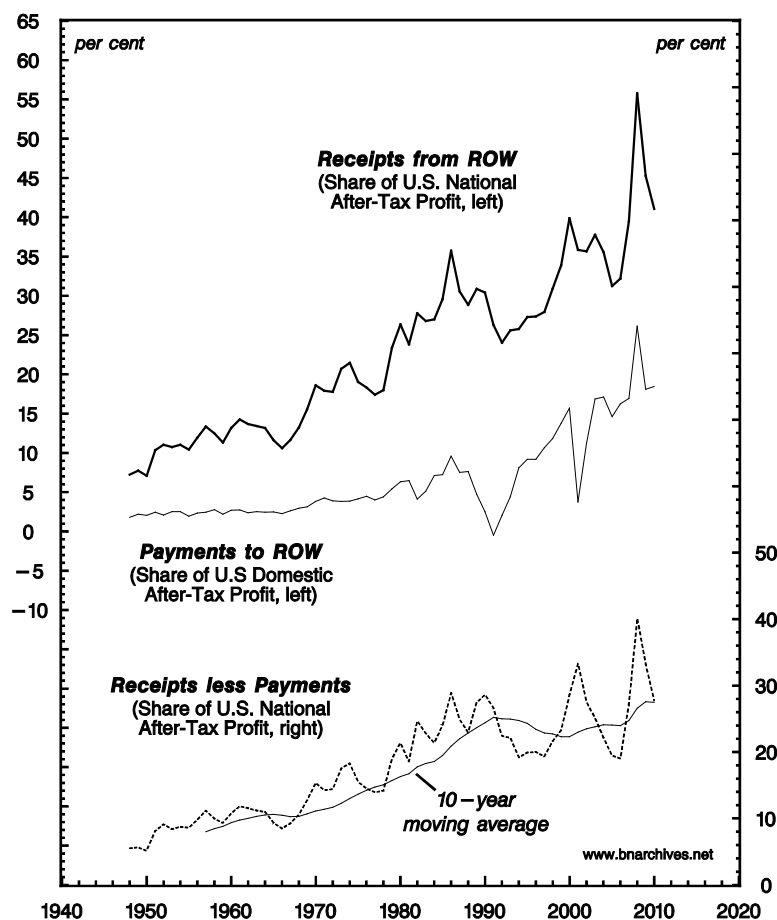 65
60
55
50
45
40
35
30
25
20
15
10
5
0
−5
−10
per cent
per cent
Receipts from ROW
(Share of U.S. National
After-Tax Profit, left)
Payments to ROW
(Share of U.S Domestic
After-Tax Profit, left)
Receipts less Payments
(Share of U.S. National
After-Tax Profit, right)
10−year
moving average
www.bnarchives.net
50
40
30
20
10
0
1940 1950 1960 1970 1980 1990 2000 2010 2020